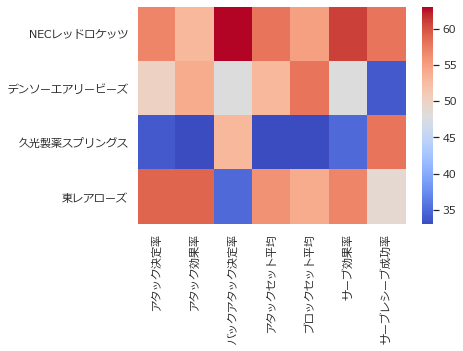 NECレッドロケッツ
デンソーエアリービーズ
久光製薬スプリングス
東レアローズ
アタック決定率
アタック効果率
バックアタック決定率
アタックセット平均
ブロックセット平均
サーブ効果率
サーブレシーブ成功率
60
55
50
45
40
35